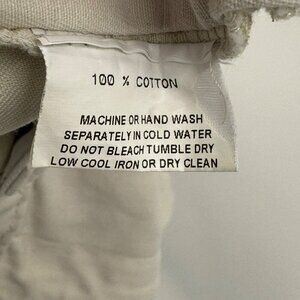 100 % COTTON
MACHINE OR HAND WASH
SEPARATELY IN COLD WATER
DO NOT BLEACH TUMBLE DRY
LOW COOL IRON OR DRY CLEAN